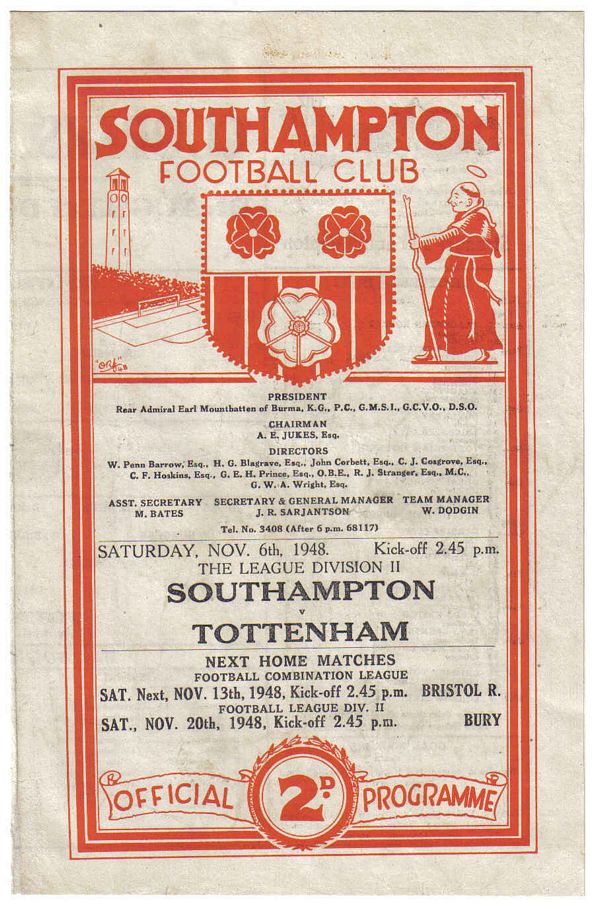 SOUTHAMPTON
FOOTBALL CLUB
PRESIDENT
Rear Admiral Earl Mountbatten of Burma, K.G., P.C., G.M.S.I., G.C.V.O., D.S.O.
CHAIRMAN
A. E. JUKES, Esq.
DIRECTORS
W. Penn Barrow, Esq., H. G. Blagrave, Esq., John Corbett, Esq., C. J. Cosgrove, Esq.,
C. F. Hoskins, Esq., G. E. H. Prince, Esq., O.B.E., R. J. Stranger, Esq., M.C.,
G. W. A. Wright, Esq.
ASST. SECRETARY SECRETARY & GENERAL MANAGER TEAM MANAGER
M. BATES J. R. SARJANTSON W. DODGIN
Tel. No. 3408 (After 6 p.m. 68117)
SATURDAY, NOV. 6th, 1948. Kick-off 2.45 p.m.
THE LEAGUE DIVISION II
SOUTHAMPTON
v
TOTTENHAM
NEXT HOME MATCHES
FOOTBALL COMBINATION LEAGUE
SAT. Next, NOV. 13th, 1948, Kick-off 2.45 p.m. BRISTOL R.
FOOTBALL LEAGUE DIV. II
SAT., NOV. 20th, 1948, Kick-off 2.45 p.m. BURY
OFFICIAL 2D. PROGRAMME